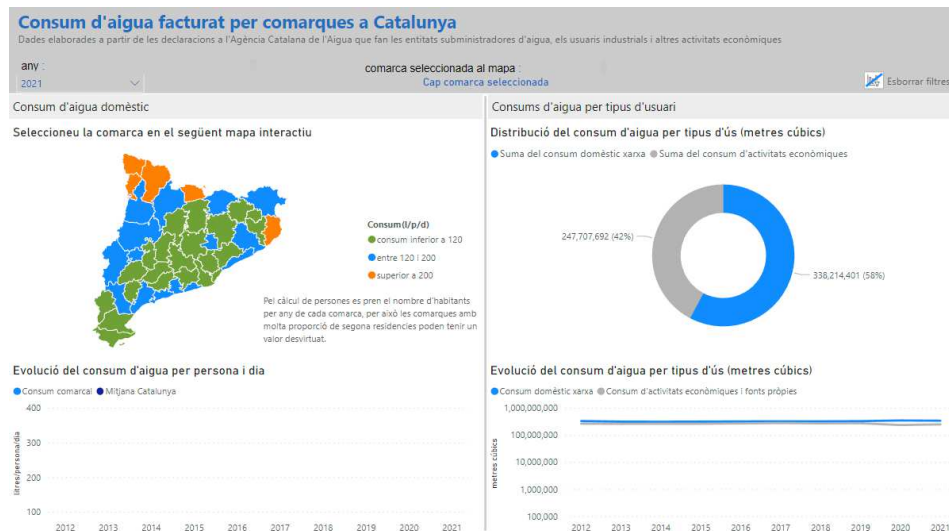 Consum d'aigua facturat per comarques a Catalunya
Dades elaborades a partir de les declaracions a l'Agència Catalana de l'Aigua que fan les entitats subministradores d'aigua, els usuaris industrials i altres activitats econòmiques
any :
2021
comarca seleccionada al mapa :
Cap comarca seleccionada
Esborrar filtres
Consum d'aigua domèstic
Seleccioneu la comarca en el següent mapa interactiu
Consum(l/p/d)
consum inferior a 120
entre 120 i 200
superior a 200
Pel càlcul de persones es pren el nombre d'habitants
per any de cada comarca, per això les comarques amb
molta proporció de segona residencies poden tenir un
valor desvirtuat.
Evolució del consum d'aigua per persona i dia
Consum comarcal Mitjana Catalunya
litres/persona/dia
400
300
200
100
2012 2013 2014 2015 2016 2017 2018 2019 2020 2021
Consums d'aigua per tipus d'usuari
Distribució del consum d'aigua per tipus d'ús (metres cúbics)
Suma del consum domèstic xarxa Suma del consum d'activitats econòmiques
247,707,692 (42%)
338,214,401 (58%)
Evolució del consum d'aigua per tipus d'ús (metres cúbics)
Consum domèstic xarxa Consum d'activitats econòmiques i fonts pròpies
metres cúbics
1,000,000,000
100,000,000
10,000,000
1,000,000
100,000
2012 2013 2014 2015 2016 2017 2018 2019 2020 2021